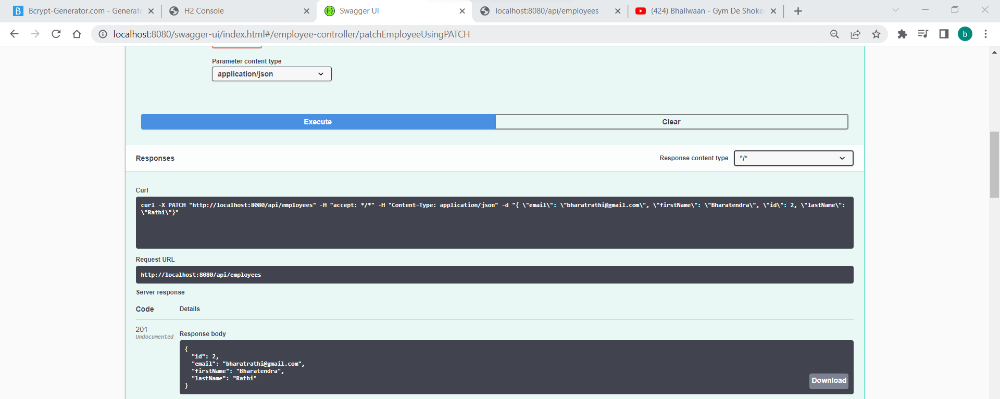 Bcrypt-Generator.com - Generate
H2 Console
Swagger UI
localhost:8080/api/employees
(424) Bhallwaan - Gym De Shoke
localhost:8080/swagger-ui/index.html#/employee-controller/patchEmployeeUsingPATCH
b
Parameter content type
application/json
Execute
Clear
Responses
Response content type
*/*
Curl
curl -X PATCH "http://localhost:8080/api/employees" -H "accept: */*" -H "Content-Type: application/json" -d "{ \"email\": \"bharatrathi@gmail.com\", \"firstName\": \"Bharatendra\", \"id\": 2, \"lastName\":
\"Rathi\"}"
Request URL
http://localhost:8080/api/employees
Server response
Code
Details
201
Undocumented
Response body
{
"id": 2,
"email": "bharatrathi@gmail.com",
"firstName": "Bharatendra",
"lastName": "Rathi"
}
Download